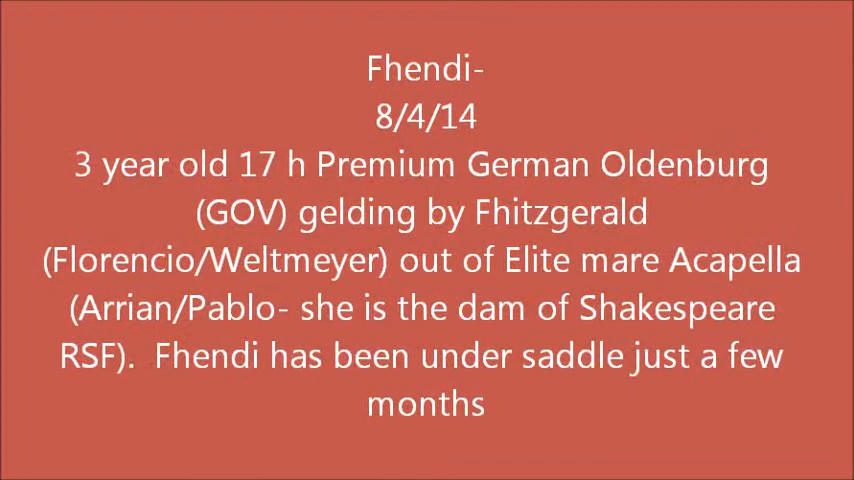 Fhendi-
8/4/14
3 year old 17 h Premium German Oldenburg
(GOV) gelding by Fhitzgerald
(Florencio/Weltmeyer) out of Elite mare Acapella
(Arrian/Pablo- she is the dam of Shakespeare
RSF).  Fhendi has been under saddle just a few
months